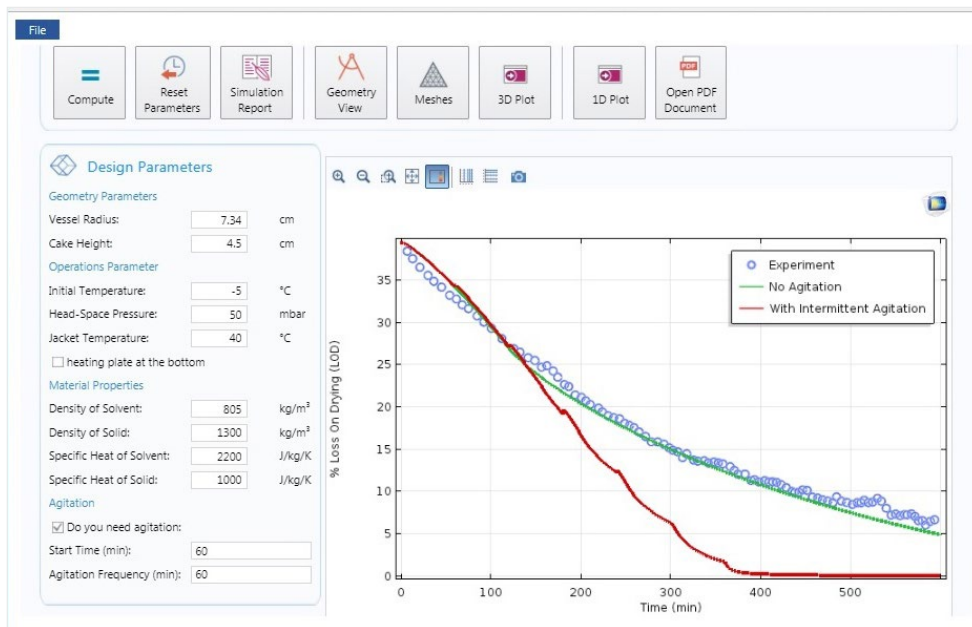 File
Compute
Reset
Parameters
Simulation
Report
Geometry
View
Meshes
3D Plot
1D Plot
PDF
Open PDF
Document
Design Parameters
Geometry Parameters
Vessel Radius: 7.34 cm
Cake Height: 4.5 cm
Operations Parameter
Initial Temperature: -5 °C
Head-Space Pressure: 50 mbar
Jacket Temperature: 40 °C
heating plate at the bottom
Material Properties
Density of Solvent: 805 kg/m³
Density of Solid: 1300 kg/m³
Specific Heat of Solvent: 2200 J/kg/K
Specific Heat of Solid: 1000 J/kg/K
Agitation
Do you need agitation:
Start Time (min): 60
Agitation Frequency (min): 60
% Loss On Drying (LOD)
35
30
25
20
15
10
5
0
Experiment
No Agitation
With Intermittent Agitation
0 100 200 300 400 500
Time (min)